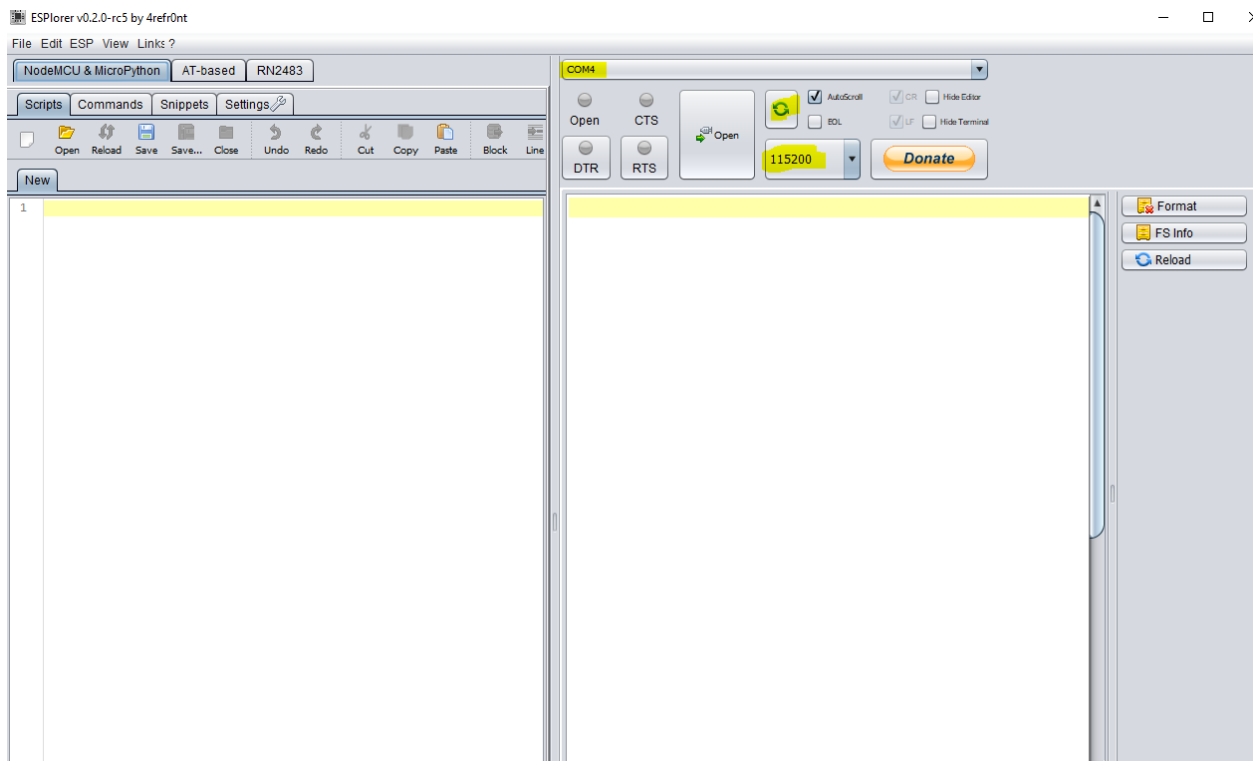 ESPlorer v0.2.0-rc5 by 4refr0nt
File Edit ESP View Links ?
NodeMCU & MicroPython AT-based RN2483
Scripts Commands Snippets Settings
Open Reload Save Save... Close Undo Redo Cut Copy Paste Block Line
New
1
COM4
Open CTS
DTR RTS
Open
AutoScroll CR Hide Editor
EOL LF Hide Terminal
115200 Donate
Format
FS Info
Reload